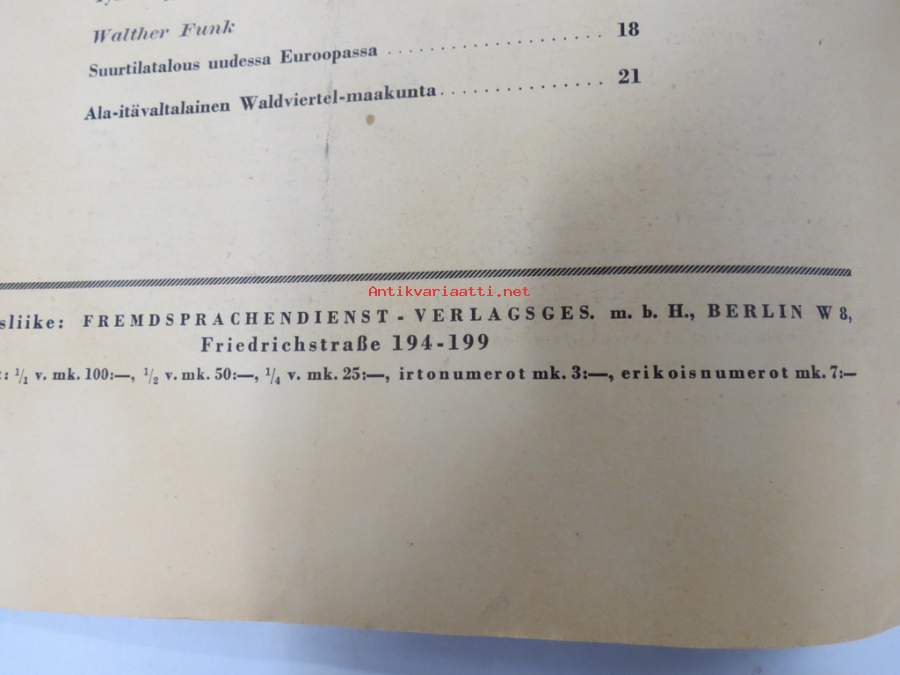 Walther Funk
Suurtilatalous uudessa Euroopassa .................... 18
Ala-itävaltalainen Waldviertel-maakunta............... 21
Antikvariaatti.net
sliike: FREMDSPRACHENDIENST - VERLAGSGES. m. b. H., BERLIN W 8,
Friedrichstraße 194-199
: 1/1 v. mk. 100:—, 1/2 v. mk. 50:—, 1/4 v. mk. 25:—, irtonumerot mk. 3:—, erikoisnumerot mk. 7:—